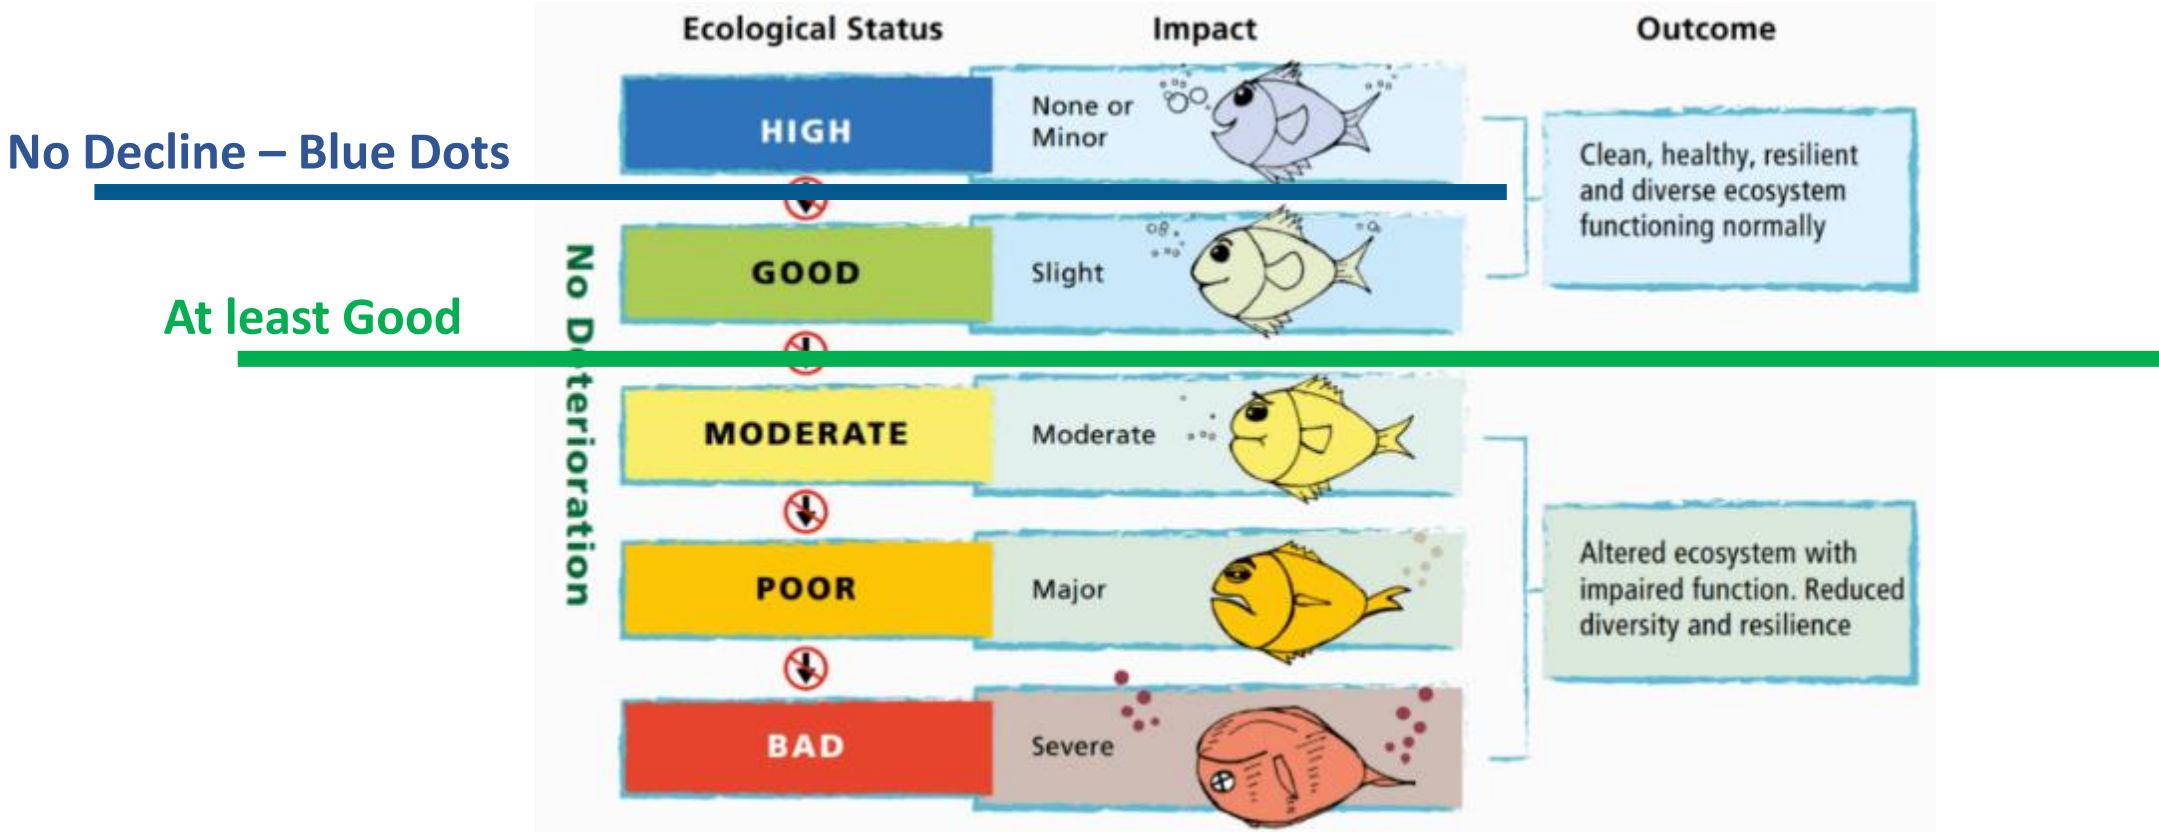 Ecological Status
Impact
Outcome
No Decline – Blue Dots
HIGH
None or
Minor
Clean, healthy, resilient
and diverse ecosystem
functioning normally
GOOD
Slight
At least Good
No Deterioration
MODERATE
Moderate
POOR
Major
Altered ecosystem with
impaired function. Reduced
diversity and resilience
BAD
Severe